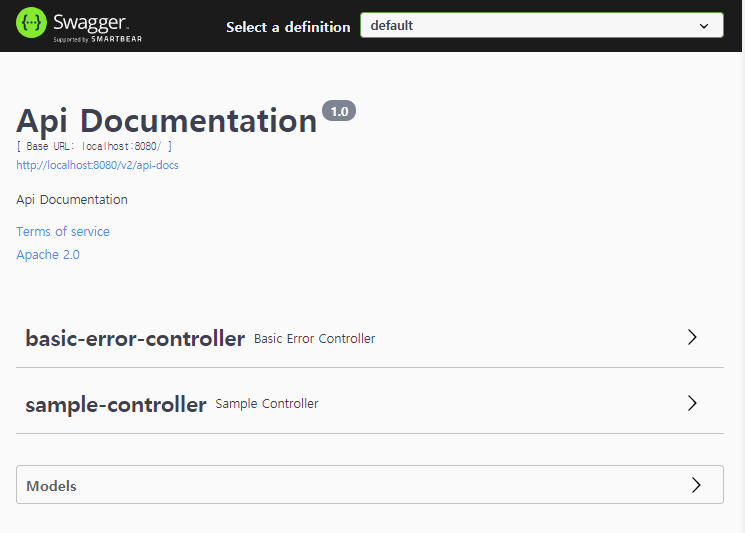 Swagger
Supported by SMARTBEAR
Select a definition
default
Api Documentation 1.0
[ Base URL: localhost:8080/ ]
http://localhost:8080/v2/api-docs
Api Documentation
Terms of service
Apache 2.0
basic-error-controller Basic Error Controller
sample-controller Sample Controller
Models